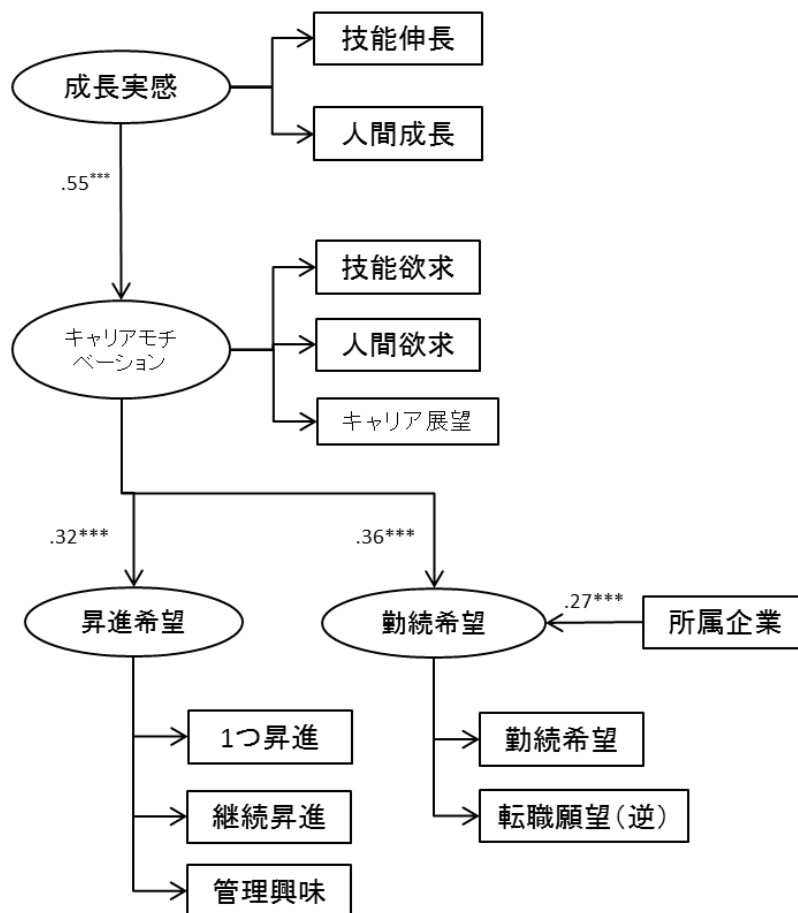 技能伸長
成長実感
人間成長
.55***
技能欲求
キャリアモチ
ベーション
人間欲求
キャリア展望
.32***
.36***
昇進希望
勤続希望
.27***
所属企業
1つ昇進
勤続希望
継続昇進
転職願望（逆）
管理興味